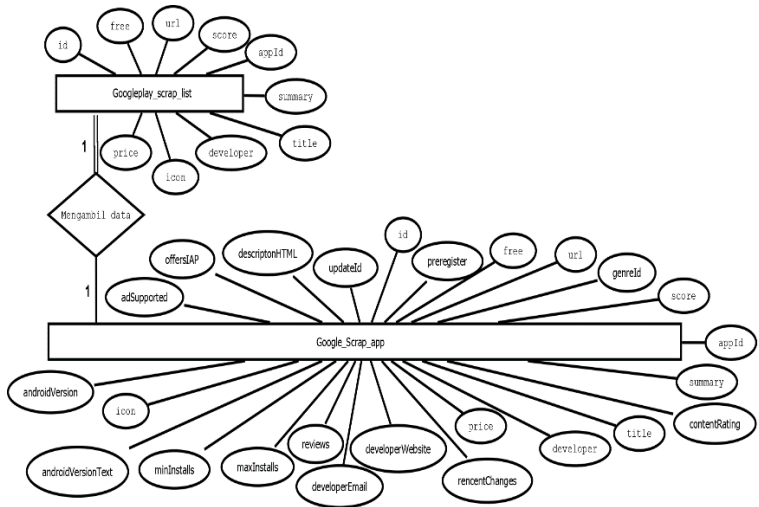 url
free
score
id
appId
Googleplay_scrap_list
summary
title
price
developer
icon
1
Mengambil data
1
id
descriptonHTML
preregister
free
url
offersIAP
updateId
genreId
adSupported
score
Google_Scrap_app
appId
summary
androidVersion
icon
contentRating
price
title
reviews
developerWebsite
developer
androidVersionText
minInstalls
maxInstalls
developerEmail
rencentChanges